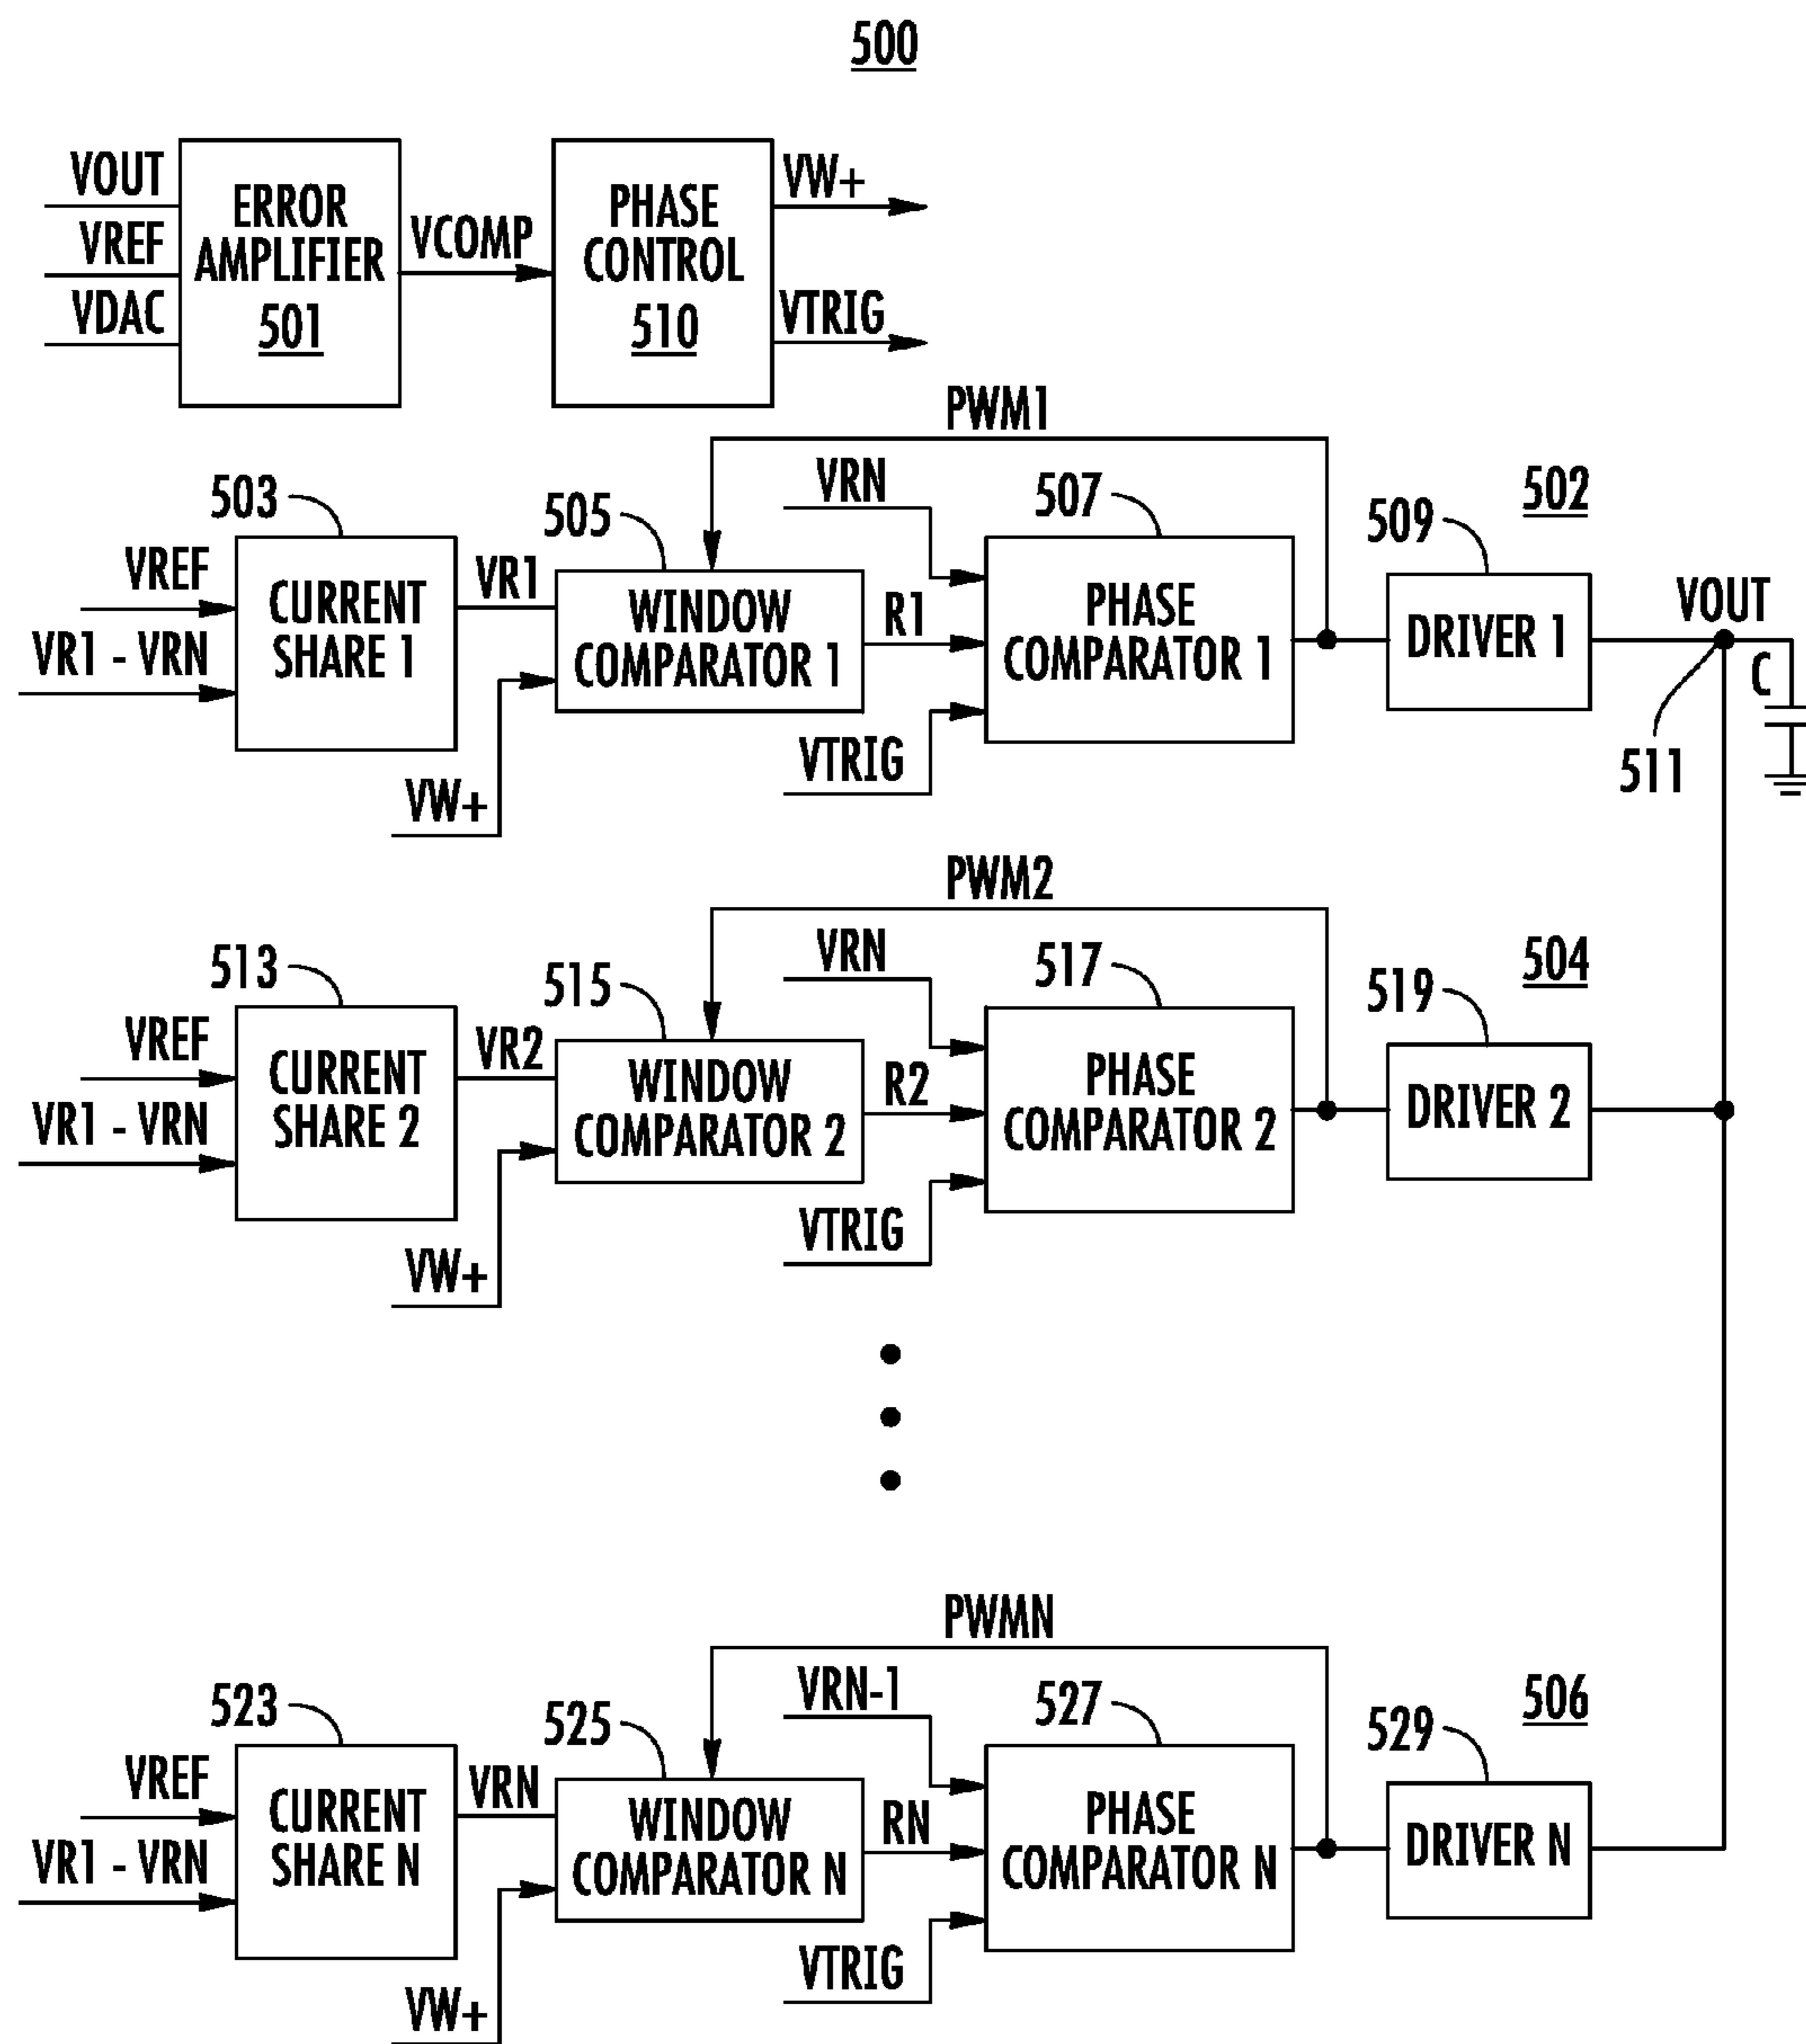 500
VOUT
VREF
VDAC
ERROR
AMPLIFIER
501
VCOMP
PHASE
CONTROL
510
VW+
VTRIG
PWM1
503
505
VRN
507
509
502
VREF
VR1 - VRN
CURRENT
SHARE 1
VR1
WINDOW
COMPARATOR 1
R1
PHASE
COMPARATOR 1
DRIVER 1
VOUT
C
511
VW+
VTRIG
PWM2
513
515
VRN
517
519
504
VREF
VR1 - VRN
CURRENT
SHARE 2
VR2
WINDOW
COMPARATOR 2
R2
PHASE
COMPARATOR 2
DRIVER 2
VW+
VTRIG
PWMN
523
525
VRN-1
527
529
506
VREF
VR1 - VRN
CURRENT
SHARE N
VRN
WINDOW
COMPARATOR N
RN
PHASE
COMPARATOR N
DRIVER N
VW+
VTRIG